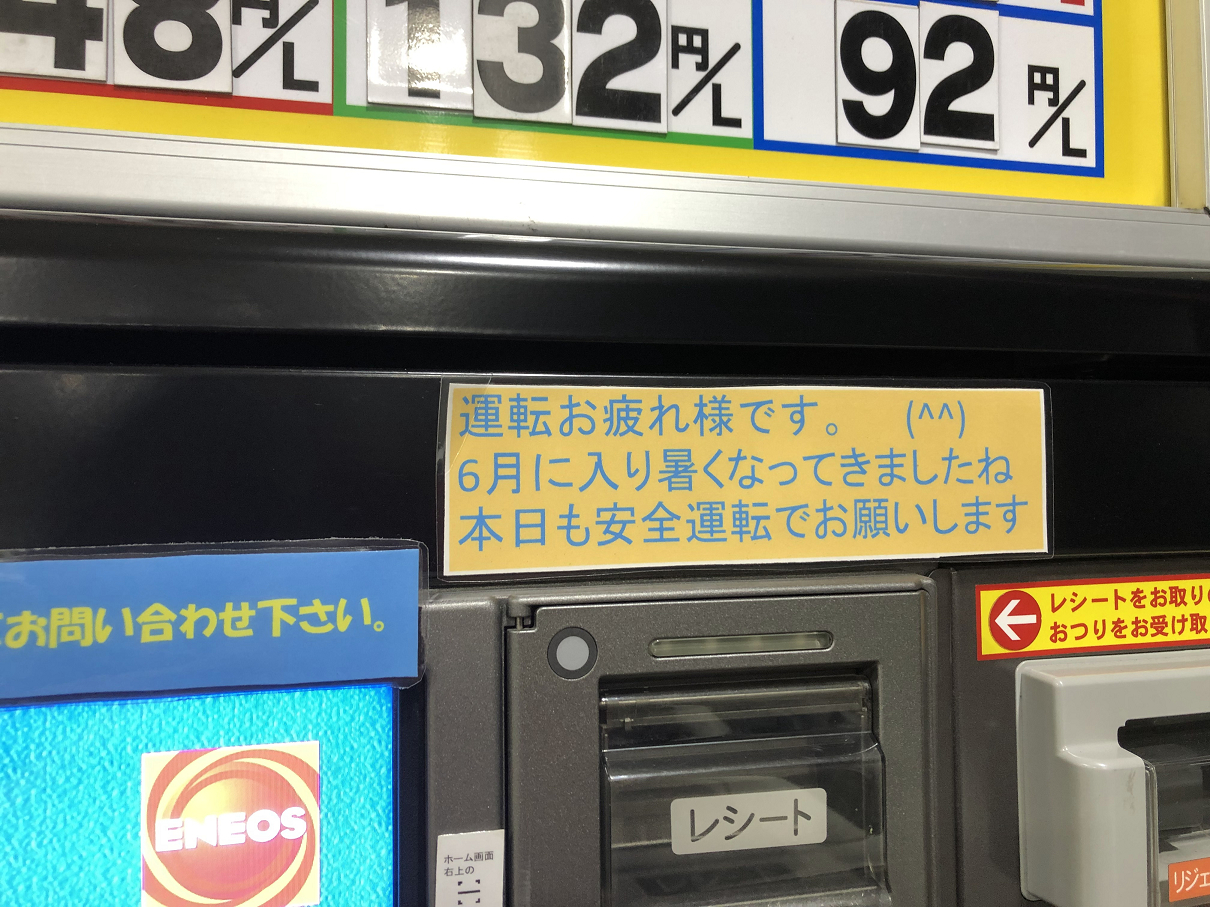 48円/L
132円/L
92円/L
運転お疲れ様です。 (^^)
6月に入り暑くなってきましたね
本日も安全運転でお願いします
お問い合わせ下さい。
レシートをお取り
おつりをお受け取
ENEOS
レシート
ホーム画面
右上の
リジェ